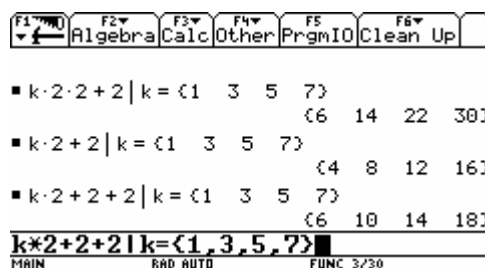 F1 F2 F3 F4 F5 F6
Algebra Calc Other PrgmIO Clean Up
k·2·2+2|k={1 3 5 7}
{6 14 22 30}
k·2+2|k={1 3 5 7}
{4 8 12 16}
k·2+2+2|k={1 3 5 7}
{6 10 14 18}
k*2+2+2|k={1,3,5,7}
MAIN RAD AUTO FUNC 3/30